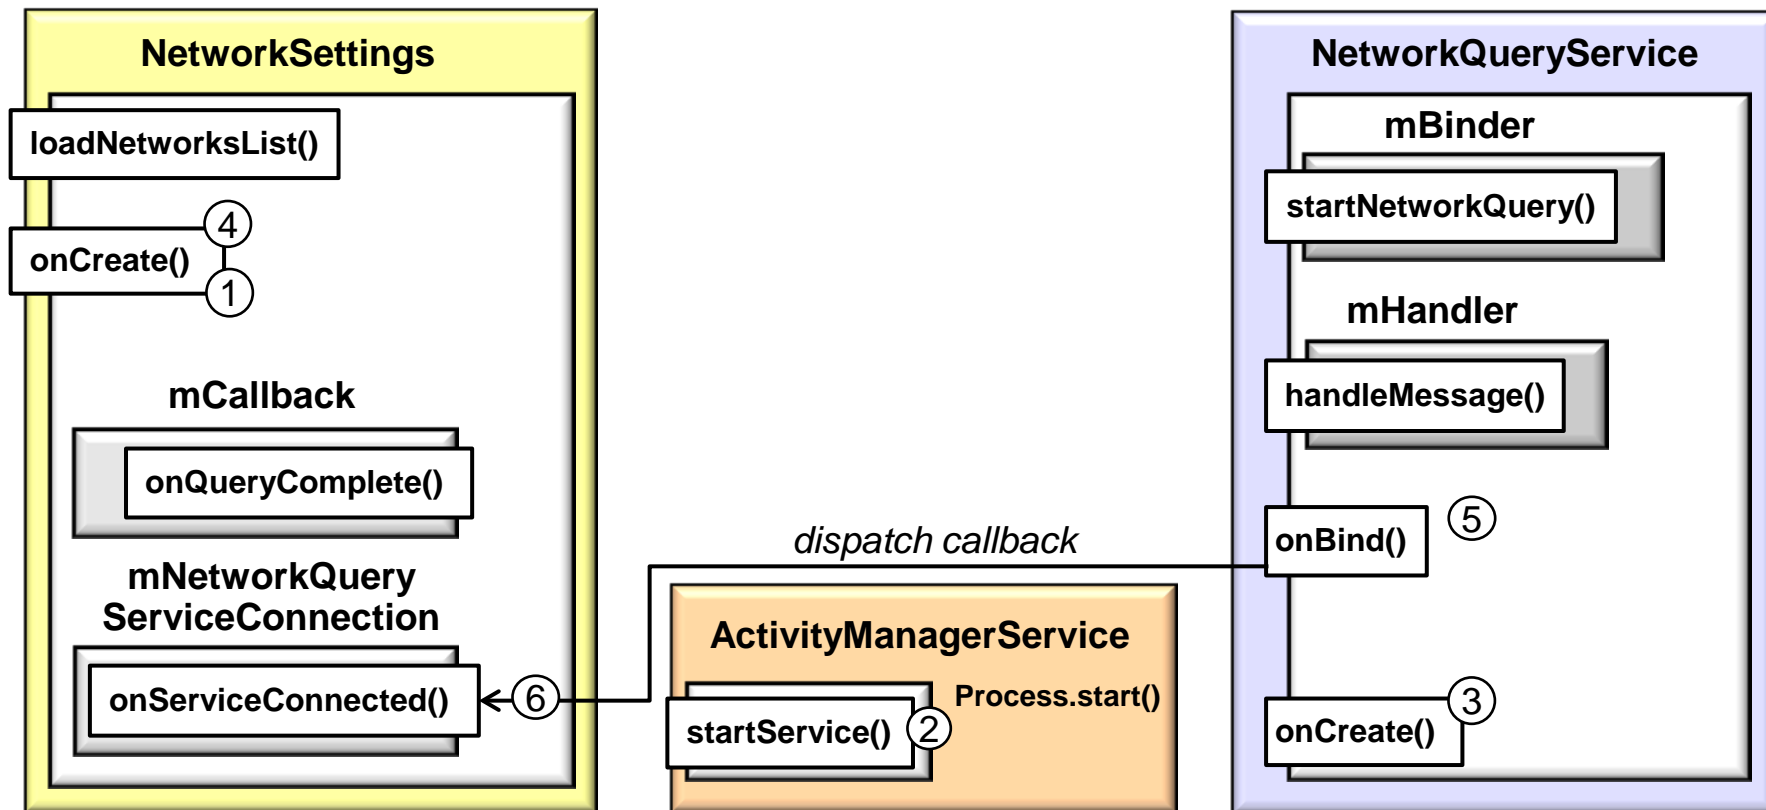 NetworkSettings
loadNetworksList()
4
onCreate()
1
mCallback
onQueryComplete()
mNetworkQuery
ServiceConnection
onServiceConnected()
6
dispatch callback
ActivityManagerService
Process.start()
startService()
2
NetworkQueryService
mBinder
startNetworkQuery()
mHandler
handleMessage()
onBind()
5
3
onCreate()